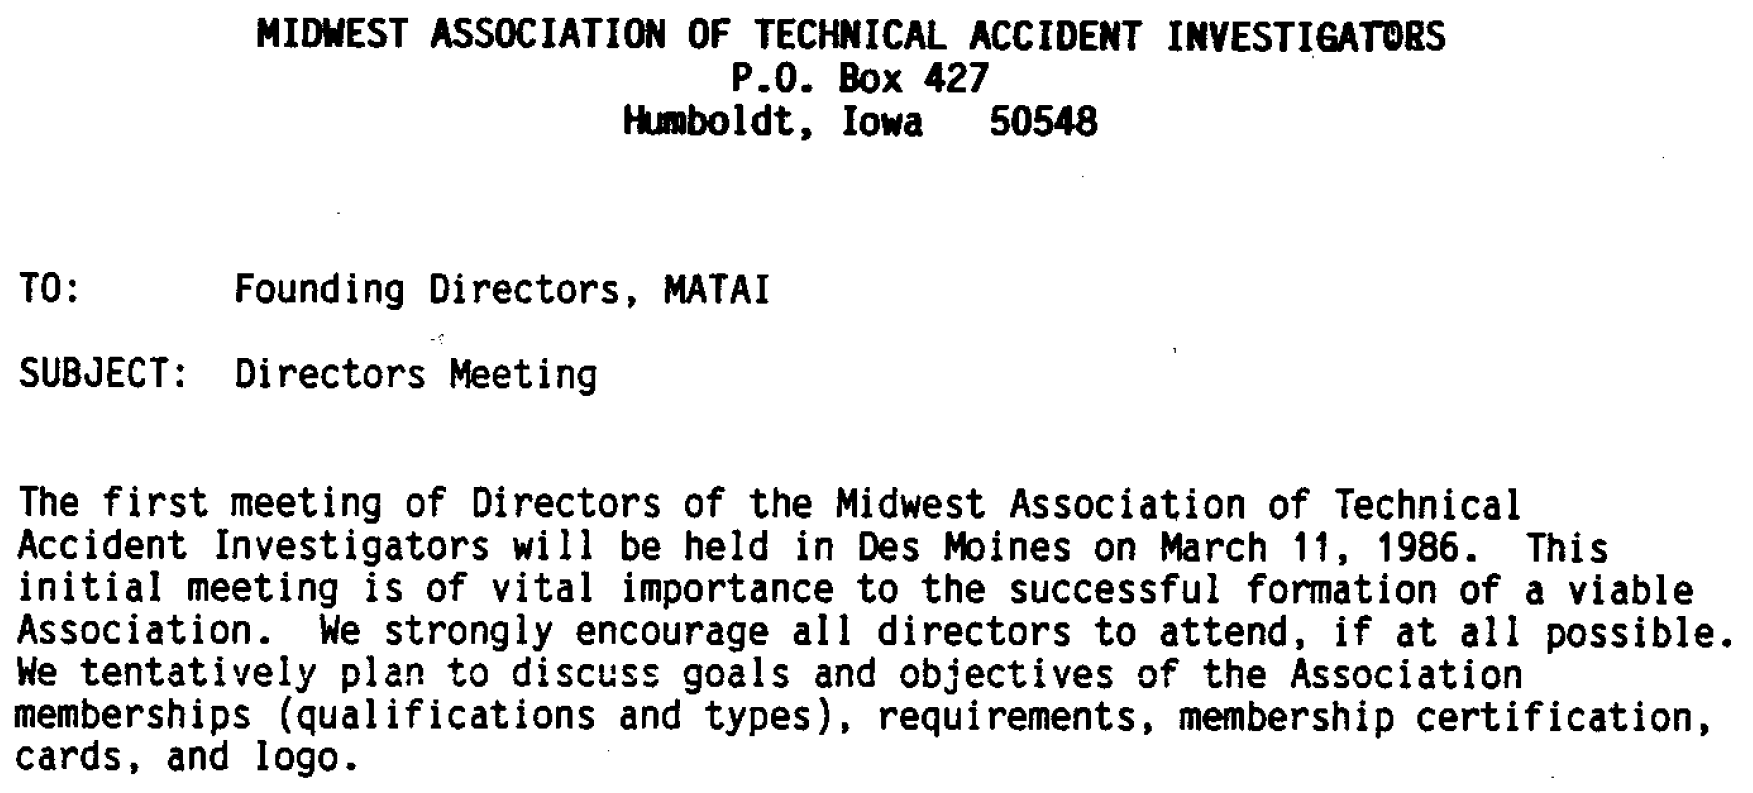 MIDWEST ASSOCIATION OF TECHNICAL ACCIDENT INVESTIGATORS
P.O. Box 427
Humboldt, Iowa 50548
TO: Founding Directors, MATAI
SUBJECT: Directors Meeting
The first meeting of Directors of the Midwest Association of Technical
Accident Investigators will be held in Des Moines on March 11, 1986. This
initial meeting is of vital importance to the successful formation of a viable
Association. We strongly encourage all directors to attend, if at all possible.
We tentatively plan to discuss goals and objectives of the Association
memberships (qualifications and types), requirements, membership certification,
cards, and logo.